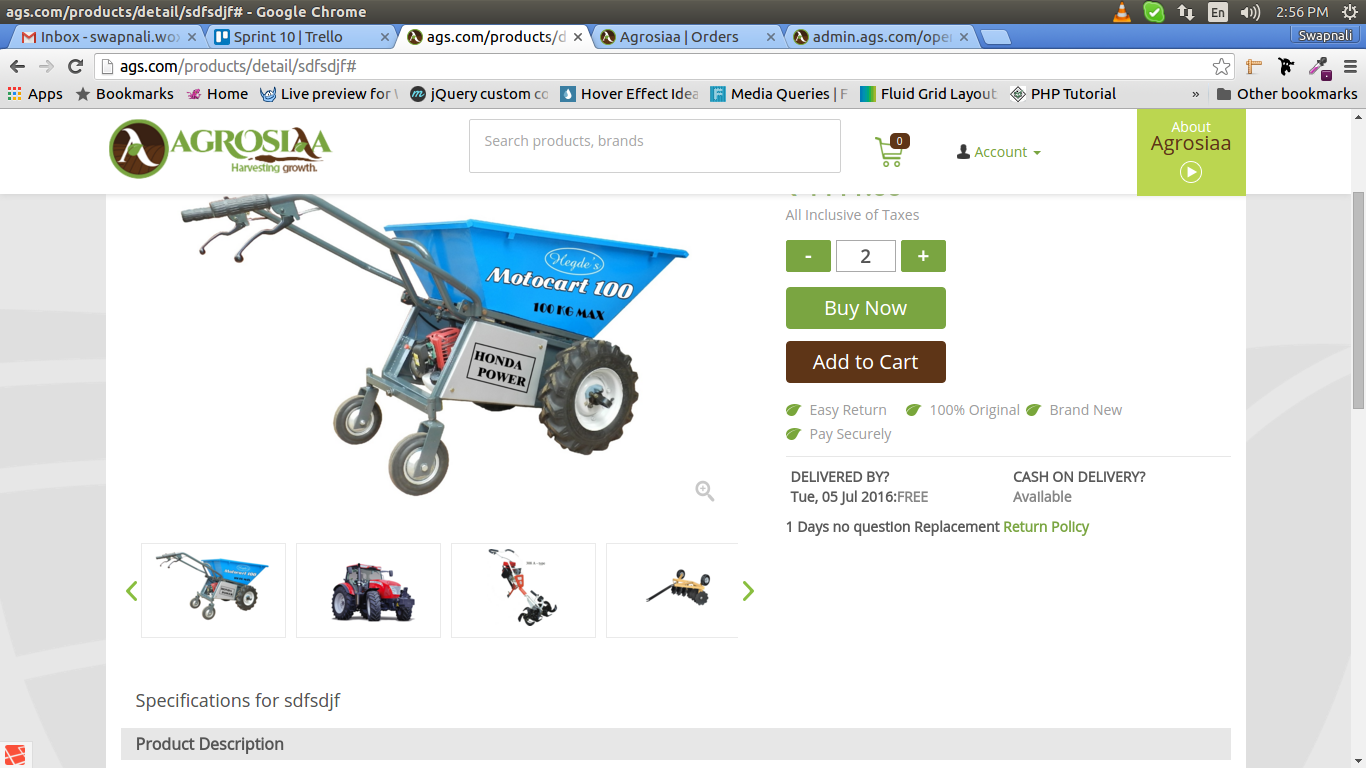 ags.com/products/detail/sdfsdjf# - Google Chrome
En
2:56 PM
Inbox - swapnali.wo
Sprint 10 | Trello
ags.com/products/d
Agrosiaa | Orders
admin.ags.com/ope
Swapnali
ags.com/products/detail/sdfsdjf#
Apps
Bookmarks
Home
Live preview for
jQuery custom co
Hover Effect Idea
Media Queries | F
Fluid Grid Layout
PHP Tutorial
»
Other bookmarks
AGROSIAA
Harvesting growth.
Search products, brands
0
Account
About
Agrosiaa
All Inclusive of Taxes
- 2 +
Buy Now
Add to Cart
Easy Return
100% Original
Brand New
Pay Securely
DELIVERED BY?
CASH ON DELIVERY?
Tue, 05 Jul 2016:FREE
Available
1 Days no question Replacement Return Policy
Hegde's
Motocart 100
100 KG MAX
HONDA
POWER
Motocart 100
Specifications for sdfsdjf
Product Description